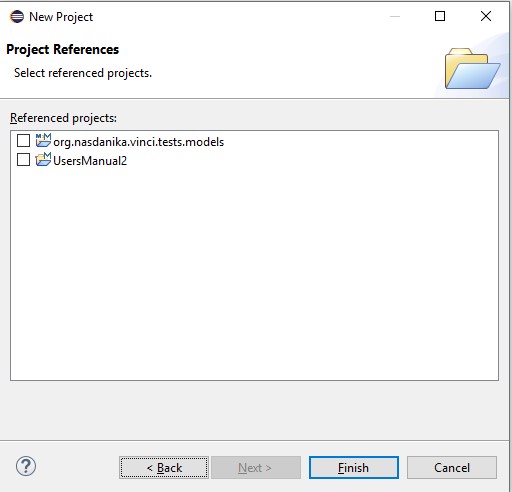 New Project
Project References
Select referenced projects.
Referenced projects:
org.nasdanika.vinci.tests.models
UsersManual2
?
< Back
Next >
Finish
Cancel